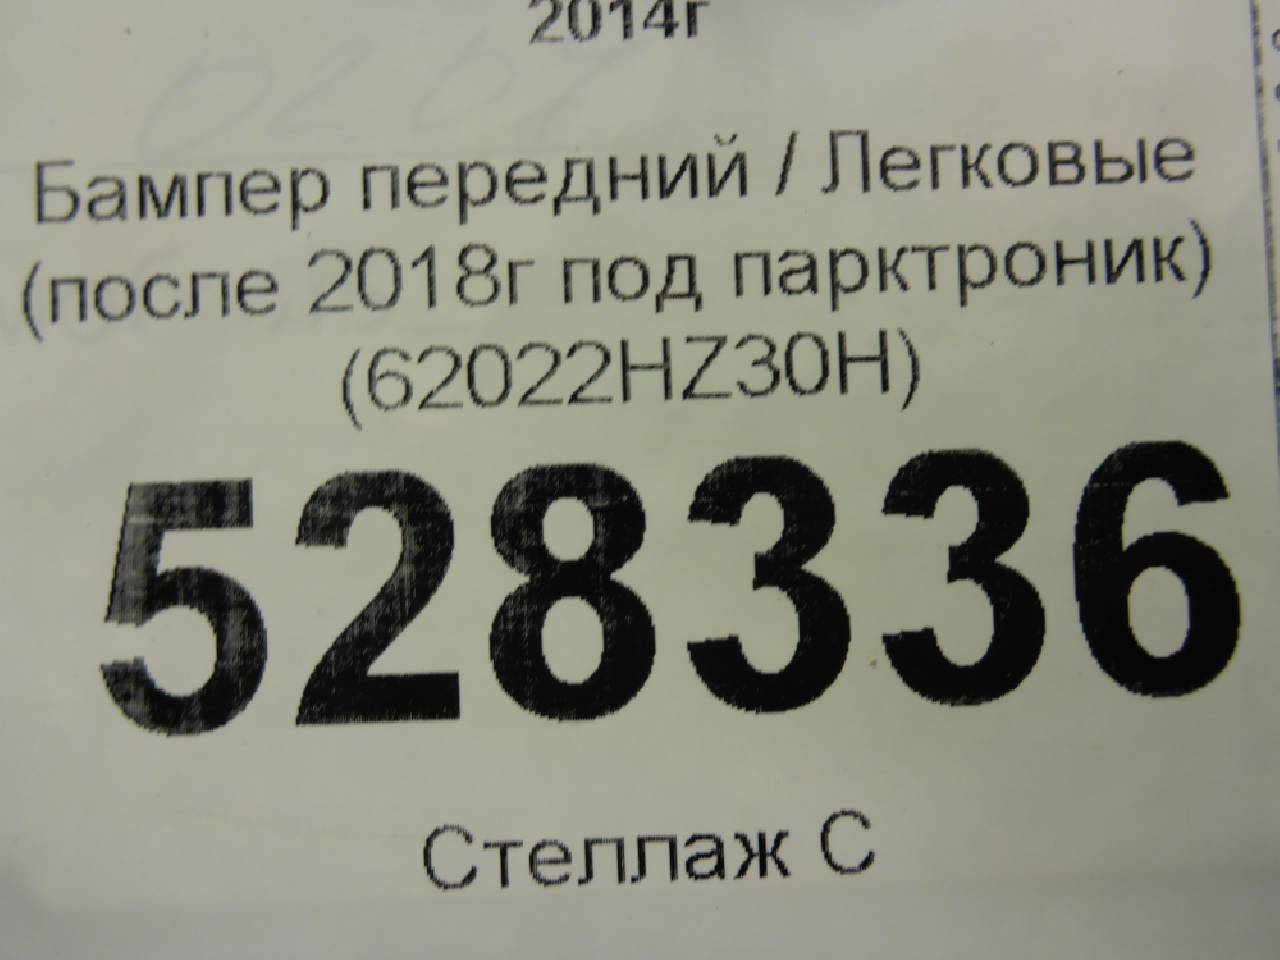 2014г
Бампер передний / Легковые
(после 2018г под парктроник)
(62022HZ30H)
528336
Стеллаж С